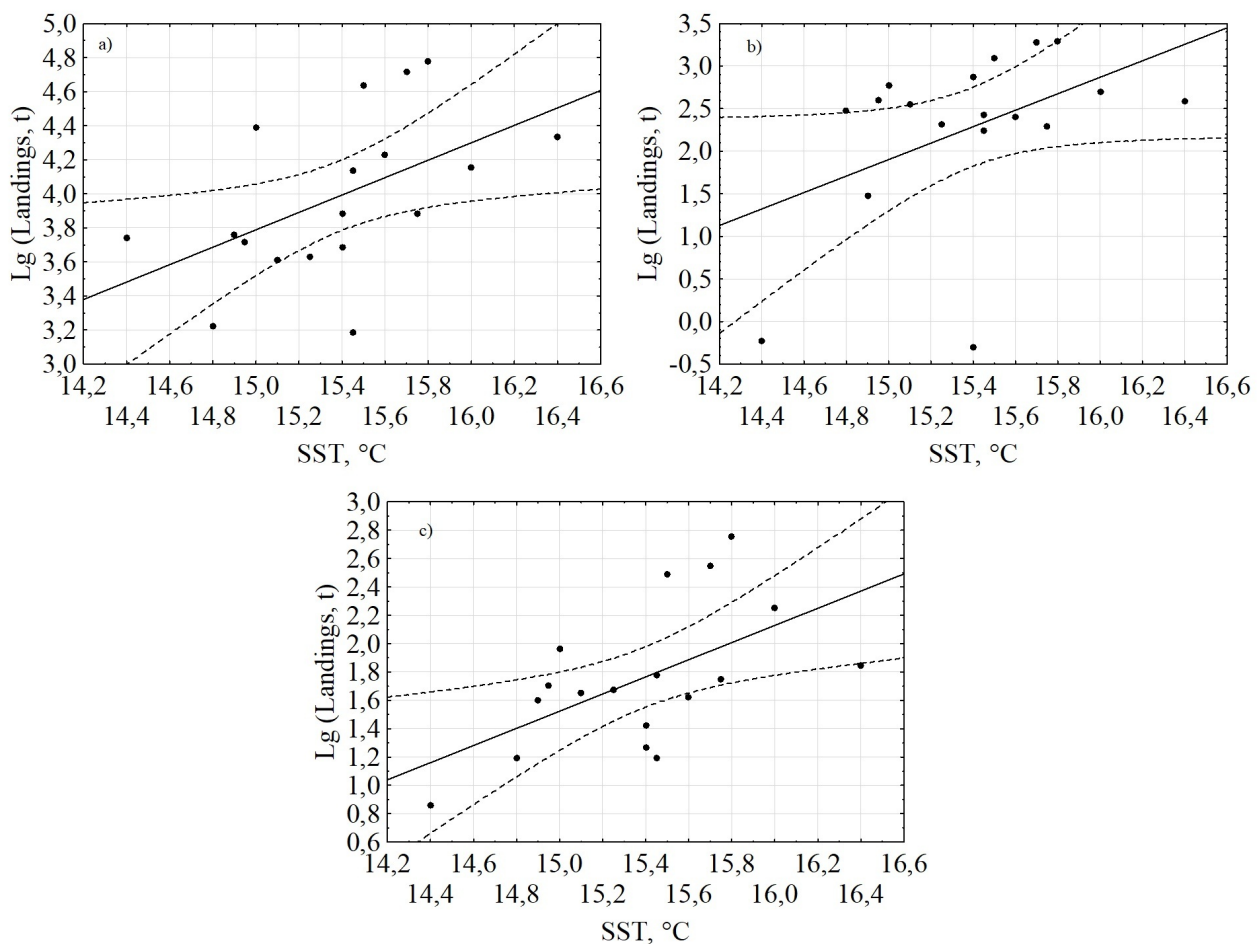 a)
5,0
4,8
4,6
4,4
4,2
4,0
3,8
3,6
3,4
3,2
3,0
Lg (Landings, t)
14,2 14,6 15,0 15,4 15,8 16,2 16,6
14,4 14,8 15,2 15,6 16,0 16,4
SST, °C
b)
3,5
3,0
2,5
2,0
1,5
1,0
0,5
0,0
-0,5
Lg (Landings, t)
14,2 14,6 15,0 15,4 15,8 16,2 16,6
14,4 14,8 15,2 15,6 16,0 16,4
SST, °C
c)
3,0
2,8
2,6
2,4
2,2
2,0
1,8
1,6
1,4
1,2
1,0
0,8
0,6
Lg (Landings, t)
14,2 14,6 15,0 15,4 15,8 16,2 16,6
14,4 14,8 15,2 15,6 16,0 16,4
SST, °C